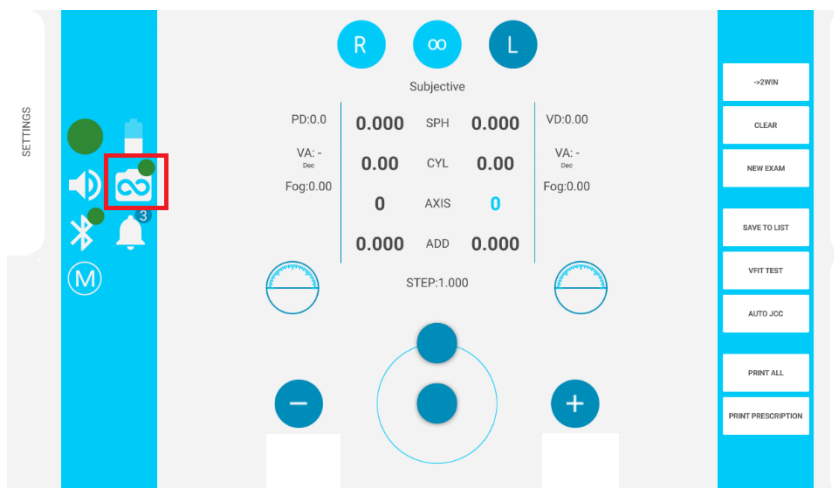 SETTINGS
3
M
R ∞ L
Subjective
PD:0.0
VA: -
Dec
Fog:0.00
0.000 SPH 0.000
0.00 CYL 0.00
0 AXIS 0
0.000 ADD 0.000
VD:0.00
VA: -
Dec
Fog:0.00
STEP:1.000
−
+
->2WIN
CLEAR
NEW EXAM
SAVE TO LIST
VFIT TEST
AUTO JCC
PRINT ALL
PRINT PRESCRIPTION